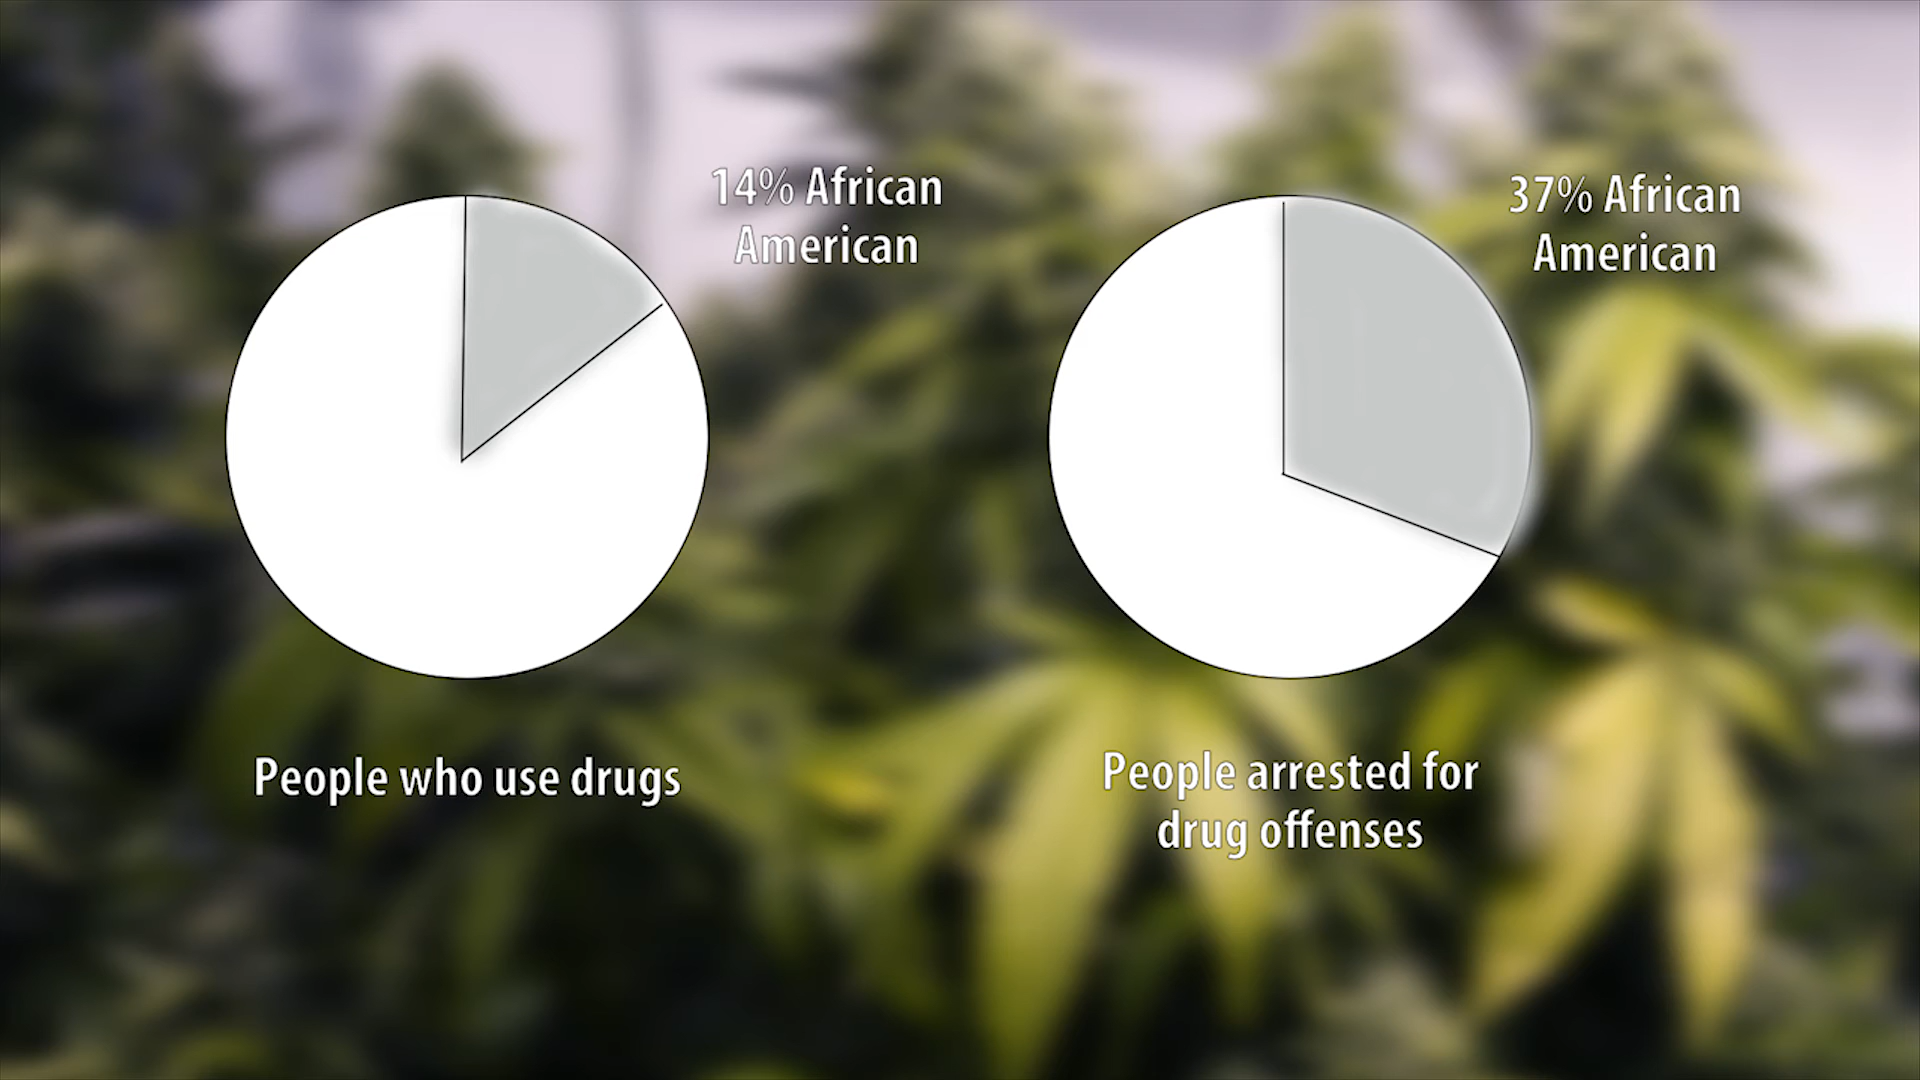 14% African
American
37% African
American
People who use drugs
People arrested for
drug offenses